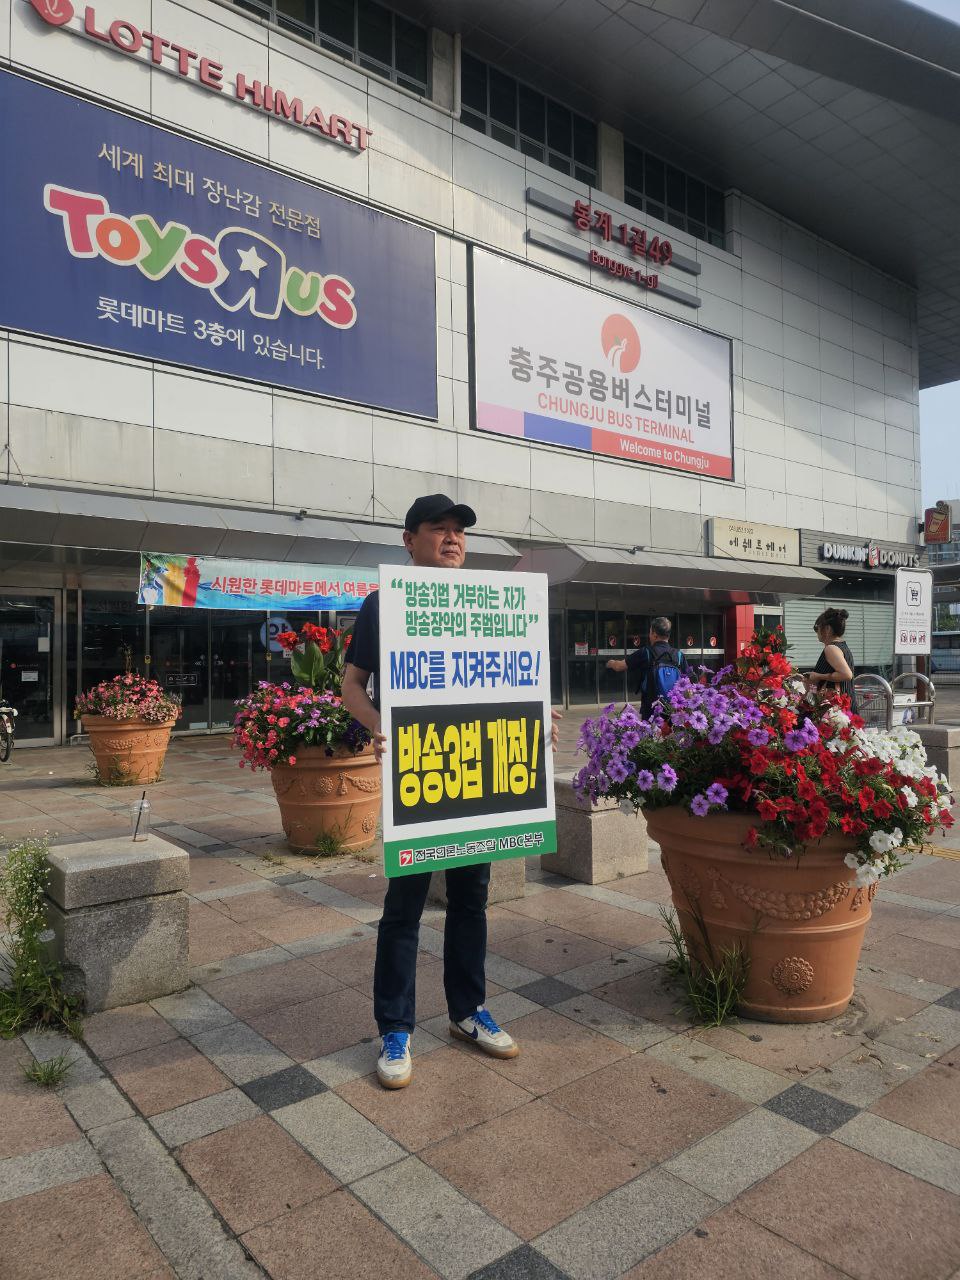 LOTTE HIMART
세계 최대 장난감 전문점
Toys R us
롯데마트 3층에 있습니다.
봉계 1길 49
Bonggye 1-gil
충주공용버스터미널
CHUNGJU BUS TERMINAL
Welcome to Chungju
에쉐르헤어
DUNKIN' DONUTS
시원한 롯데마트에서 여름을
"방송3법 거부하는 자가
방송장악의 주범입니다"
MBC를 지켜주세요!
방송3법 개정!
전국언론노동조합 MBC본부